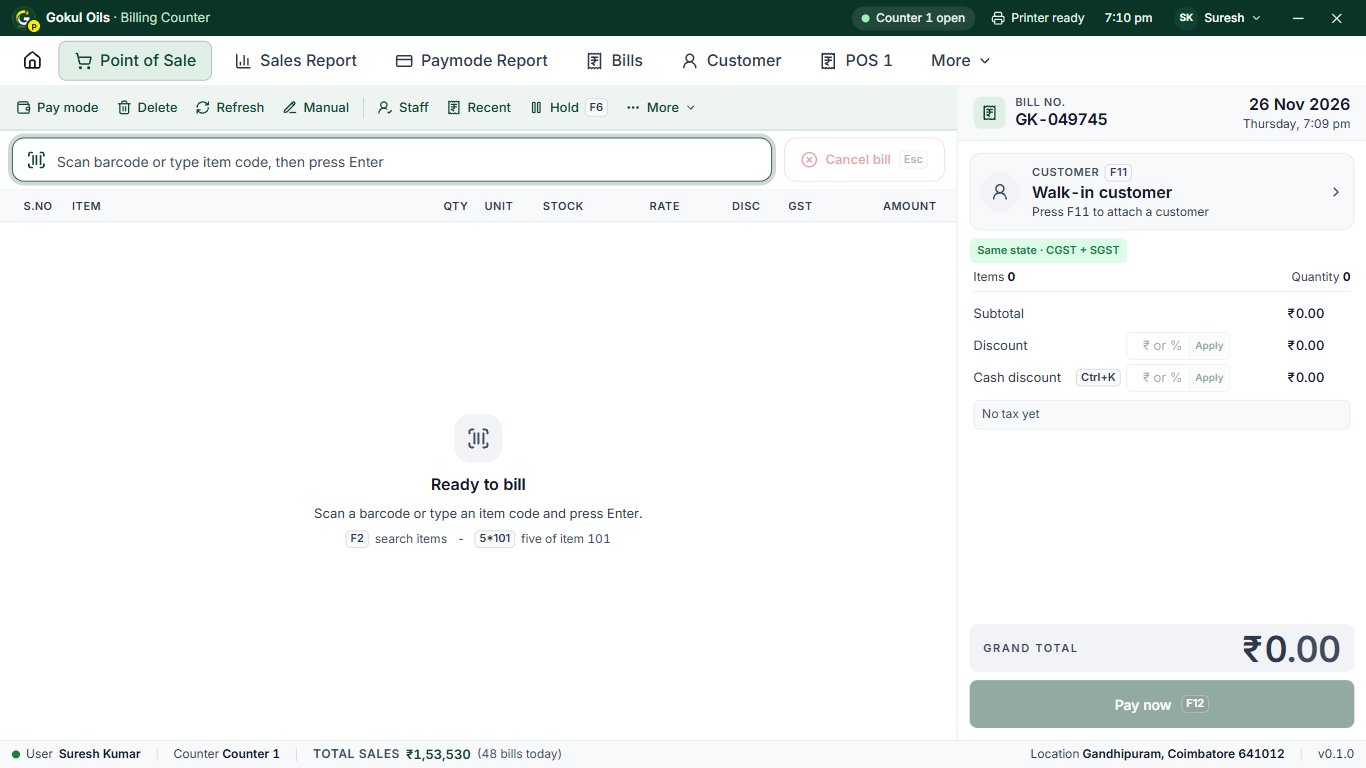 Gokul Oils · Billing Counter
Counter 1 open
Printer ready
7:10 pm
SK Suresh
Point of Sale
Sales Report
Paymode Report
Bills
Customer
POS 1
More
Pay mode
Delete
Refresh
Manual
Staff
Recent
Hold F6
More
BILL NO.
GK-049745
26 Nov 2026
Thursday, 7:09 pm
Scan barcode or type item code, then press Enter
Cancel bill Esc
S.NO ITEM QTY UNIT STOCK RATE DISC GST AMOUNT
CUSTOMER F11
Walk-in customer
Press F11 to attach a customer
Same state · CGST + SGST
Items 0 Quantity 0
Subtotal ₹0.00
Discount ₹ or % Apply ₹0.00
Cash discount Ctrl+K ₹ or % Apply ₹0.00
No tax yet
Ready to bill
Scan a barcode or type an item code and press Enter.
F2 search items - 5*101 five of item 101
GRAND TOTAL ₹0.00
Pay now F12
User Suresh Kumar
Counter Counter 1
TOTAL SALES ₹1,53,530 (48 bills today)
Location Gandhipuram, Coimbatore 641012
v0.1.0